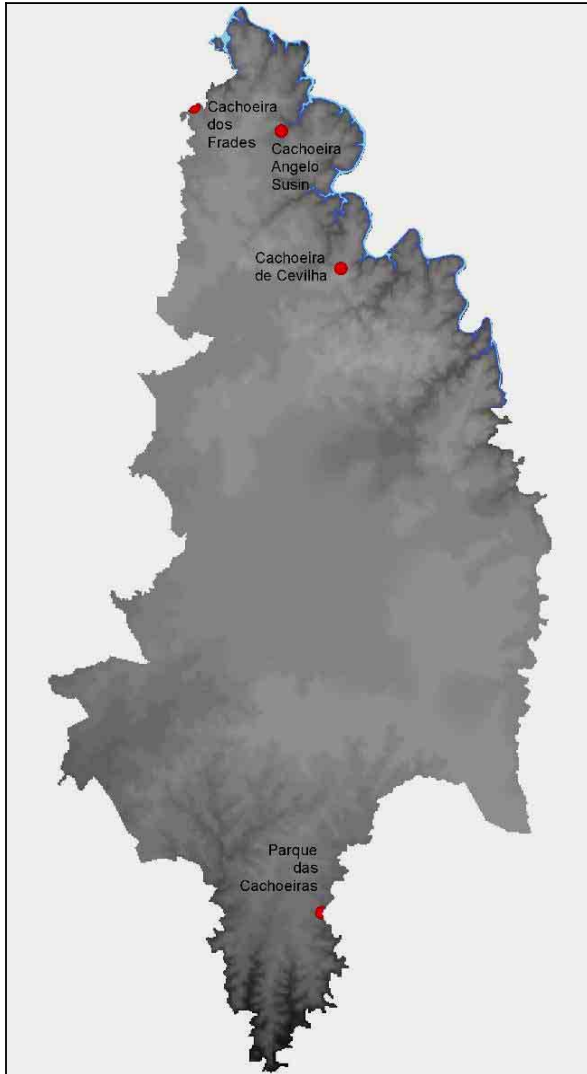 Cachoeira
dos
Frades
Cachoeira
Angelo
Susin
Cachoeira
de Cevilha
Parque
das
Cachoeiras